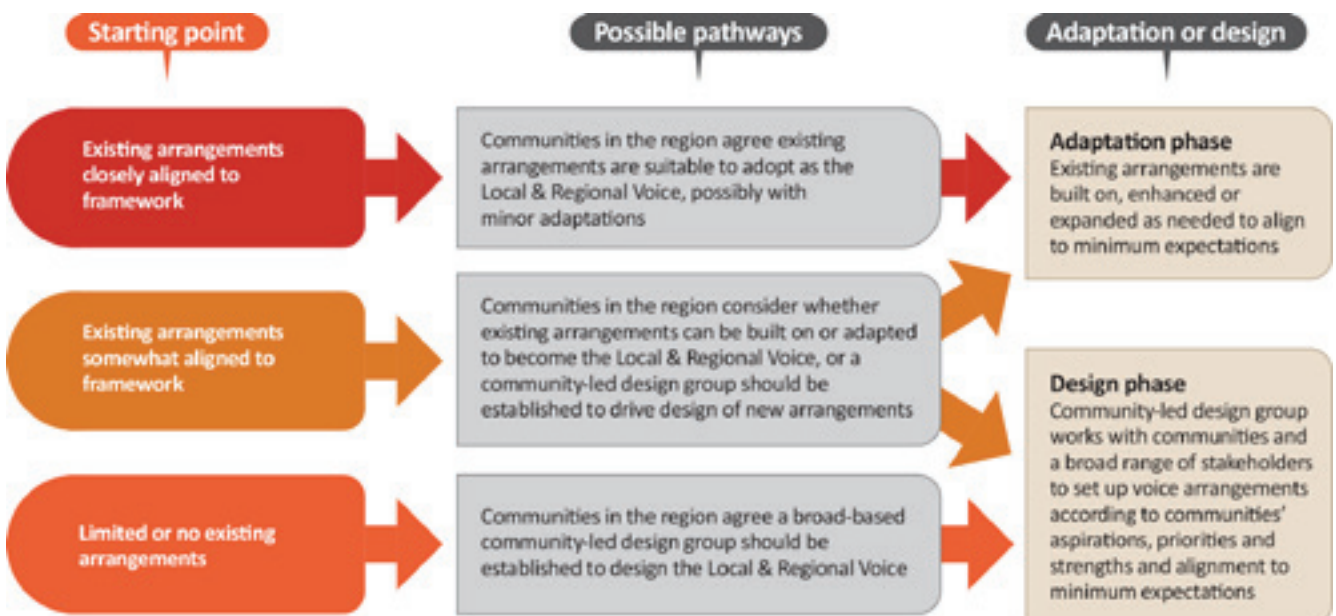 Starting point
Possible pathways
Adaptation or design
Existing arrangements
closely aligned to
framework
Communities in the region agree existing
arrangements are suitable to adopt as the
Local & Regional Voice, possibly with
minor adaptations
Adaptation phase
Existing arrangements are
built on, enhanced or
expanded as needed to align
to minimum expectations
Existing arrangements
somewhat aligned to
framework
Communities in the region consider whether
existing arrangements can be built on or adapted
to become the Local & Regional Voice, or a
community-led design group should be
established to drive design of new arrangements
Design phase
Community-led design group
works with communities and
a broad range of stakeholders
to set up voice arrangements
according to communities’
aspirations, priorities and
strengths and alignment to
minimum expectations
Limited or no existing
arrangements
Communities in the region agree a broad-based
community-led design group should be
established to design the Local & Regional Voice